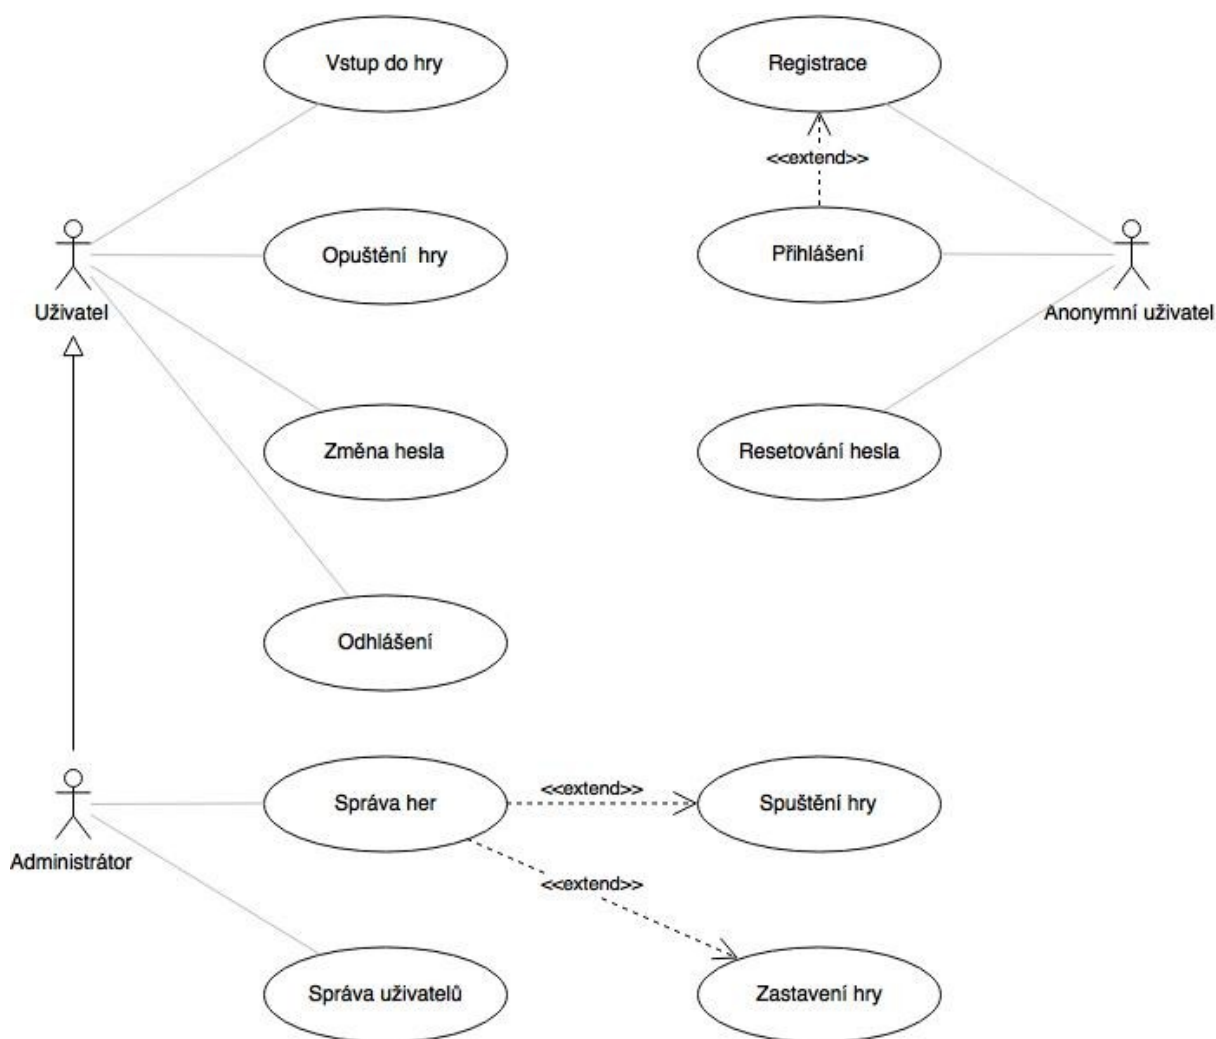 Vstup do hry
Registrace
<<extend>>
Opuštění hry
Přihlášení
Uživatel
Anonymní uživatel
Změna hesla
Resetování hesla
Odhlášení
Správa her
<<extend>>
Spuštění hry
Administrátor
<<extend>>
Správa uživatelů
Zastavení hry